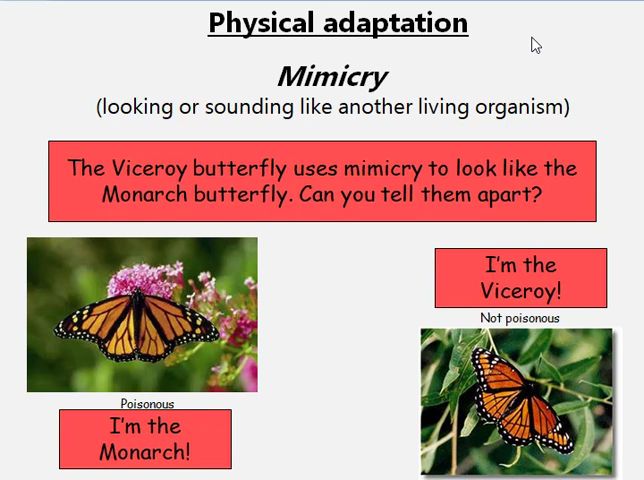 Physical adaptation
Mimicry
(looking or sounding like another living organism)
The Viceroy butterfly uses mimicry to look like the
Monarch butterfly. Can you tell them apart?
Poisonous
I'm the
Monarch!
I'm the
Viceroy!
Not poisonous